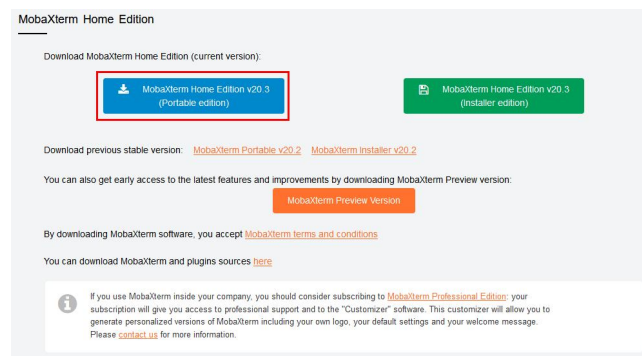 MobaXterm Home Edition
Download MobaXterm Home Edition (current version):
MobaXterm Home Edition v20.3
(Portable edition)
MobaXterm Home Edition v20.3
(Installer edition)
Download previous stable version: MobaXterm Portable v20.2 MobaXterm Installer v20.2
You can also get early access to the latest features and improvements by downloading MobaXterm Preview version:
MobaXterm Preview Version
By downloading MobaXterm software, you accept MobaXterm terms and conditions
You can download MobaXterm and plugins sources here
If you use MobaXterm inside your company, you should consider subscribing to MobaXterm Professional Edition: your
subscription will give you access to professional support and to the "Customizer" software. This customizer will allow you to
generate personalized versions of MobaXterm including your own logo, your default settings and your welcome message.
Please contact us for more information.